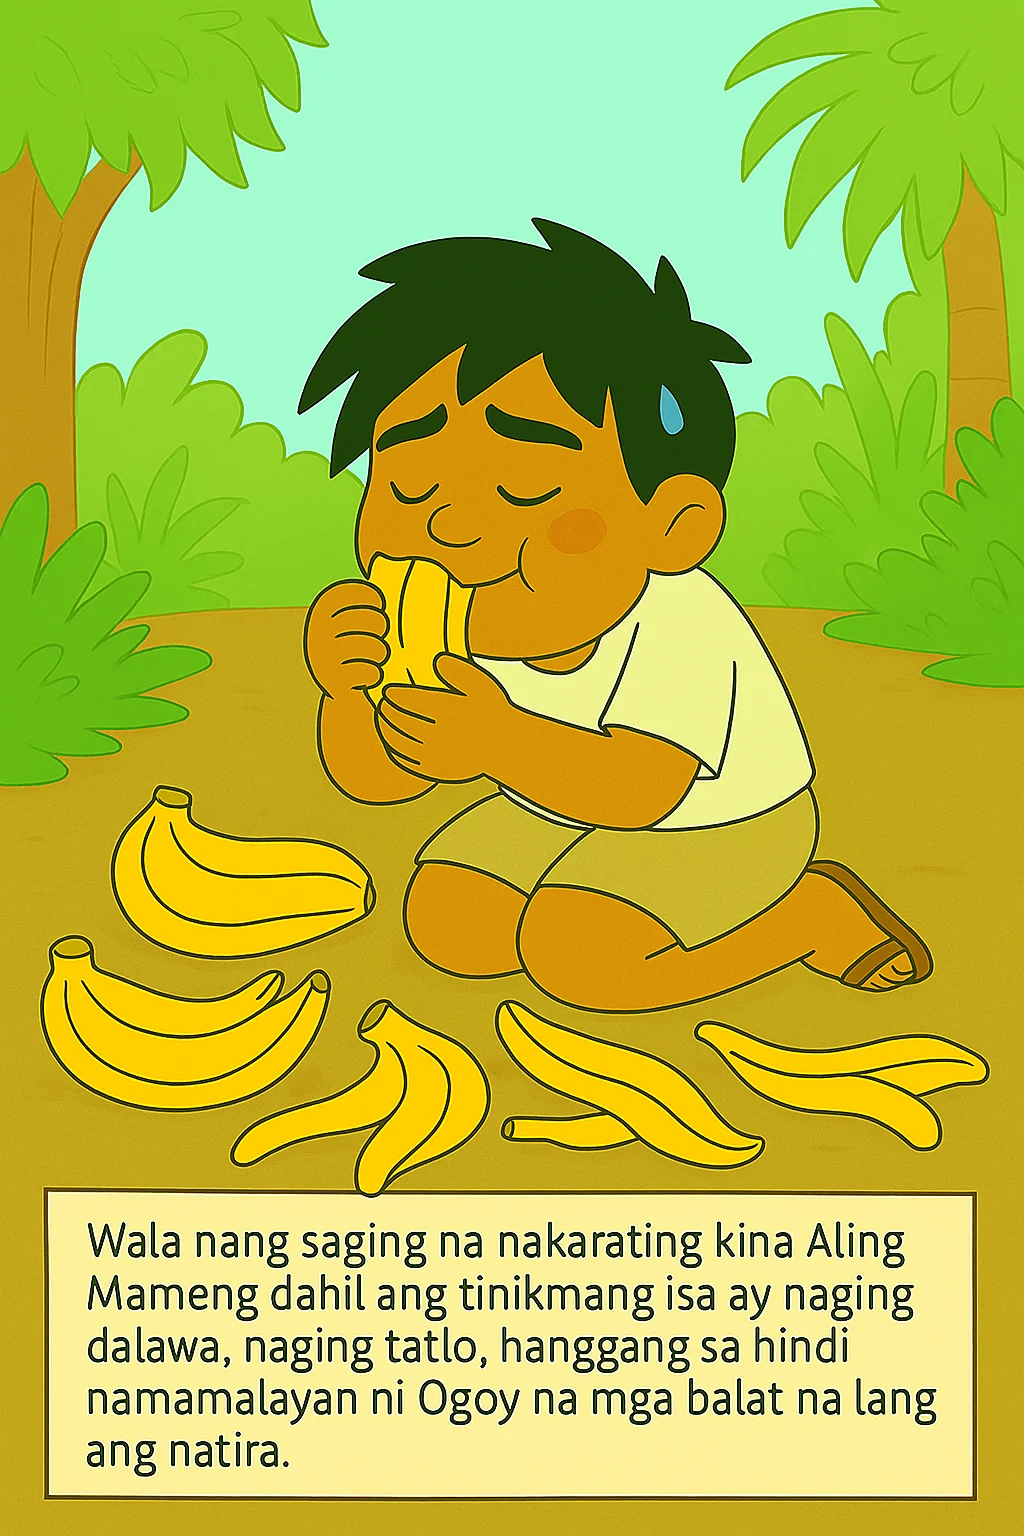 Wala nang saging na nakarating kina Aling
Mameng dahil ang tinikmang isa ay naging
dalawa, naging tatlo, hanggang sa hindi
namamalayan ni Ogoy na mga balat na lang
ang natira.